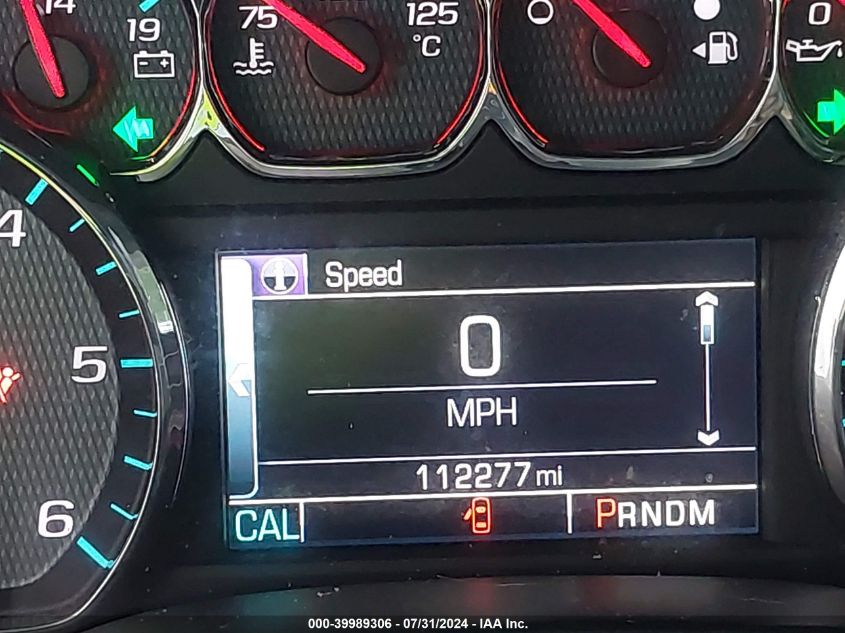 14
19
75
125
°C
0
4
5
6
Speed
0
MPH
112277 mi
CAL
PRNDM
000-39989306 - 07/31/2024 - IAA Inc.